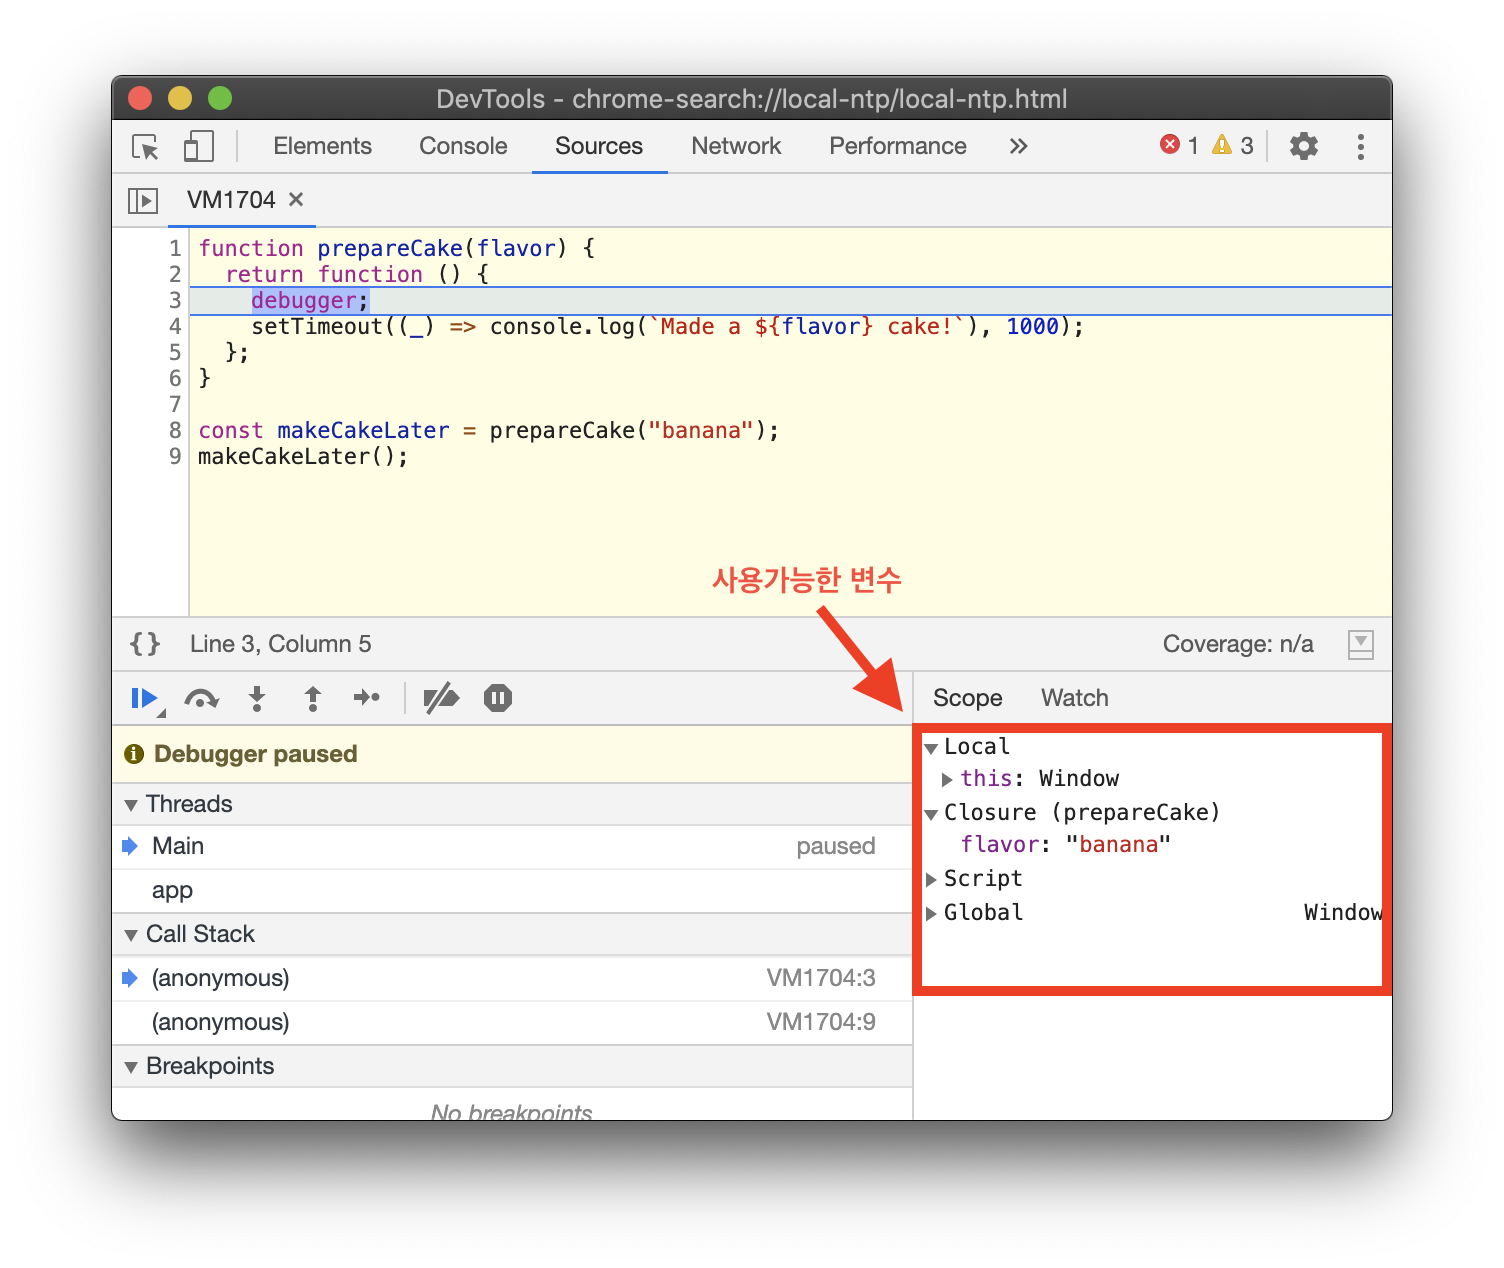 DevTools - chrome-search://local-ntp/local-ntp.html
Elements Console Sources Network Performance » 1 3
VM1704 ×
1 function prepareCake(flavor) {
2   return function () {
3     debugger;
4     setTimeout((_) => console.log(`Made a ${flavor} cake!`), 1000);
5   };
6 }
7
8 const makeCakeLater = prepareCake("banana");
9 makeCakeLater();
사용가능한 변수
{} Line 3, Column 5 Coverage: n/a
Scope Watch
Debugger paused
Threads
Main paused
app
Call Stack
(anonymous) VM1704:3
(anonymous) VM1704:9
Breakpoints
No breakpoints
Local
this: Window
Closure (prepareCake)
flavor: "banana"
Script
Global Window